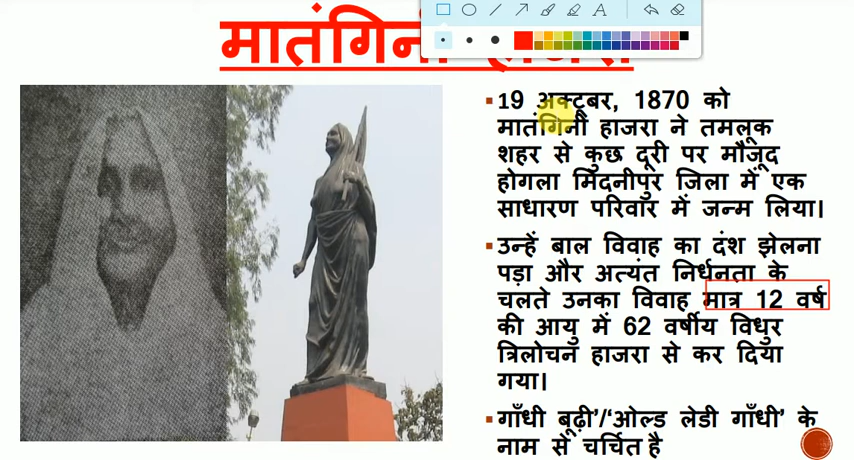 मातंगिनी हाजरा
19 अक्टूबर, 1870 को
मातंगिनी हाजरा ने तमलूक
शहर से कुछ दूरी पर मौजूद
होगला मिदनीपुर जिला में एक
साधारण परिवार में जन्म लिया।
उन्हें बाल विवाह का दंश झेलना
पड़ा और अत्यंत निर्धनता के
चलते उनका विवाह मात्र 12 वर्ष
की आयु में 62 वर्षीय विधुर
त्रिलोचन हाजरा से कर दिया
गया।
गाँधी बूढ़ी’/‘ओल्ड लेडी गाँधी’ के
नाम से चर्चित है